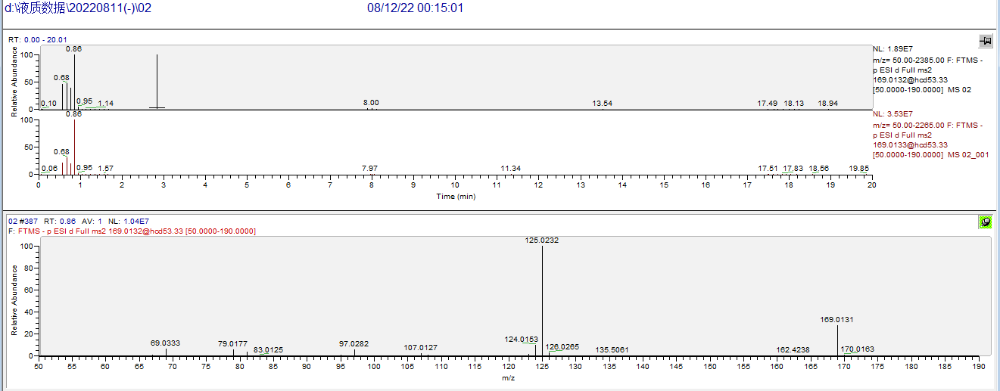 d:\液质数据\20220811(-)\02 08/12/22 00:15:01
RT: 0.00 - 20.01
Relative Abundance
100
50
0
0.10 0.68 0.86 0.95 1.14 8.00 13.54 17.49 18.13 18.94
NL: 1.89E7
m/z= 50.00-2385.00 F: FTMS -
p ESI d Full ms2
169.0132@hcd53.33
[50.0000-190.0000] MS 02
100
50
0
0.06 0.68 0.86 0.95 1.57 7.97 11.34 17.51 17.83 18.56 19.85
NL: 3.53E7
m/z= 50.00-2265.00 F: FTMS -
p ESI d Full ms2
169.0133@hcd53.33
[50.0000-190.0000] MS 02_001
0 1 2 3 4 5 6 7 8 9 10 11 12 13 14 15 16 17 18 19 20
Time (min)
02 #387 RT: 0.86 AV: 1 NL: 1.04E7
F: FTMS - p ESI d Full ms2 169.0132@hcd53.33 [50.0000-190.0000]
Relative Abundance
100
80
60
40
20
0
69.0333 79.0177 83.0125 97.0282 107.0127 124.0153 125.0232 126.0265 135.5061 162.4238 169.0131 170.0163
50 55 60 65 70 75 80 85 90 95 100 105 110 115 120 125 130 135 140 145 150 155 160 165 170 175 180 185 190
m/z